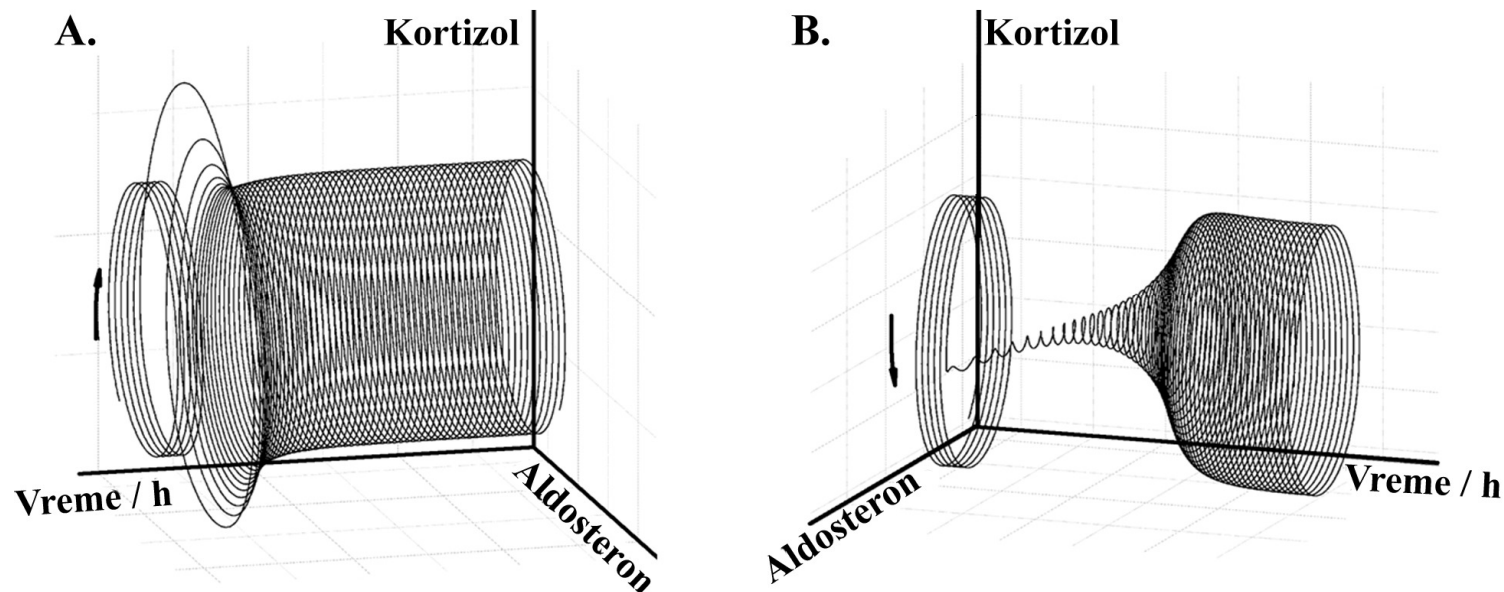 A.
Kortizol
Vreme / h
Aldosteron
B.
Kortizol
Aldosteron
Vreme / h